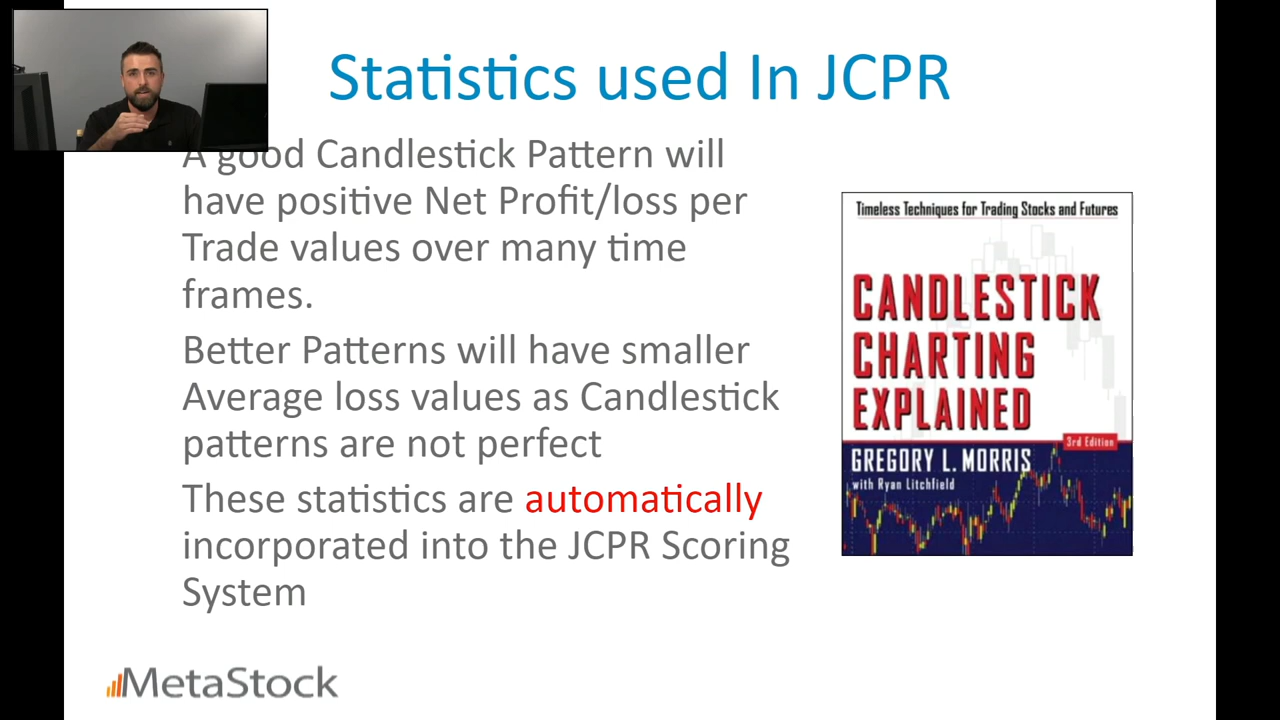 Statistics used In JCPR
A good Candlestick Pattern will
have positive Net Profit/loss per
Trade values over many time
frames.
Better Patterns will have smaller
Average loss values as Candlestick
patterns are not perfect
These statistics are automatically
incorporated into the JCPR Scoring
System
Timeless Techniques for Trading Stocks and Futures
CANDLESTICK
CHARTING
EXPLAINED
3rd Edition
GREGORY L. MORRIS
with Ryan Litchfield
MetaStock